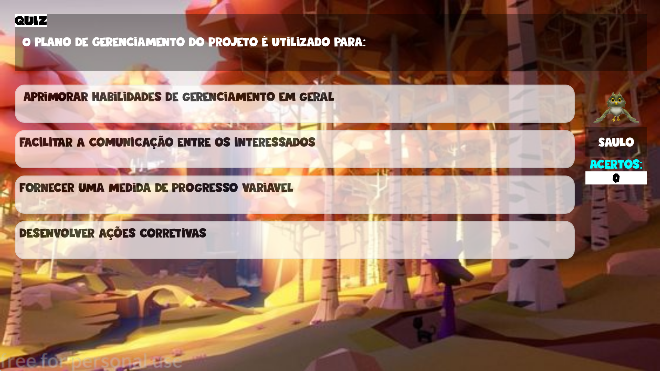 QUIZ
O PLANO DE GERENCIAMENTO DO PROJETO É UTILIZADO PARA:
APRIMORAR HABILIDADES DE GERENCIAMENTO EM GERAL
FACILITAR A COMUNICAÇÃO ENTRE OS INTERESSADOS
SAULO
ACERTOS:
0
FORNECER UMA MEDIDA DE PROGRESSO VARIAVEL
DESENVOLVER AÇÕES CORRETIVAS
free for personal use